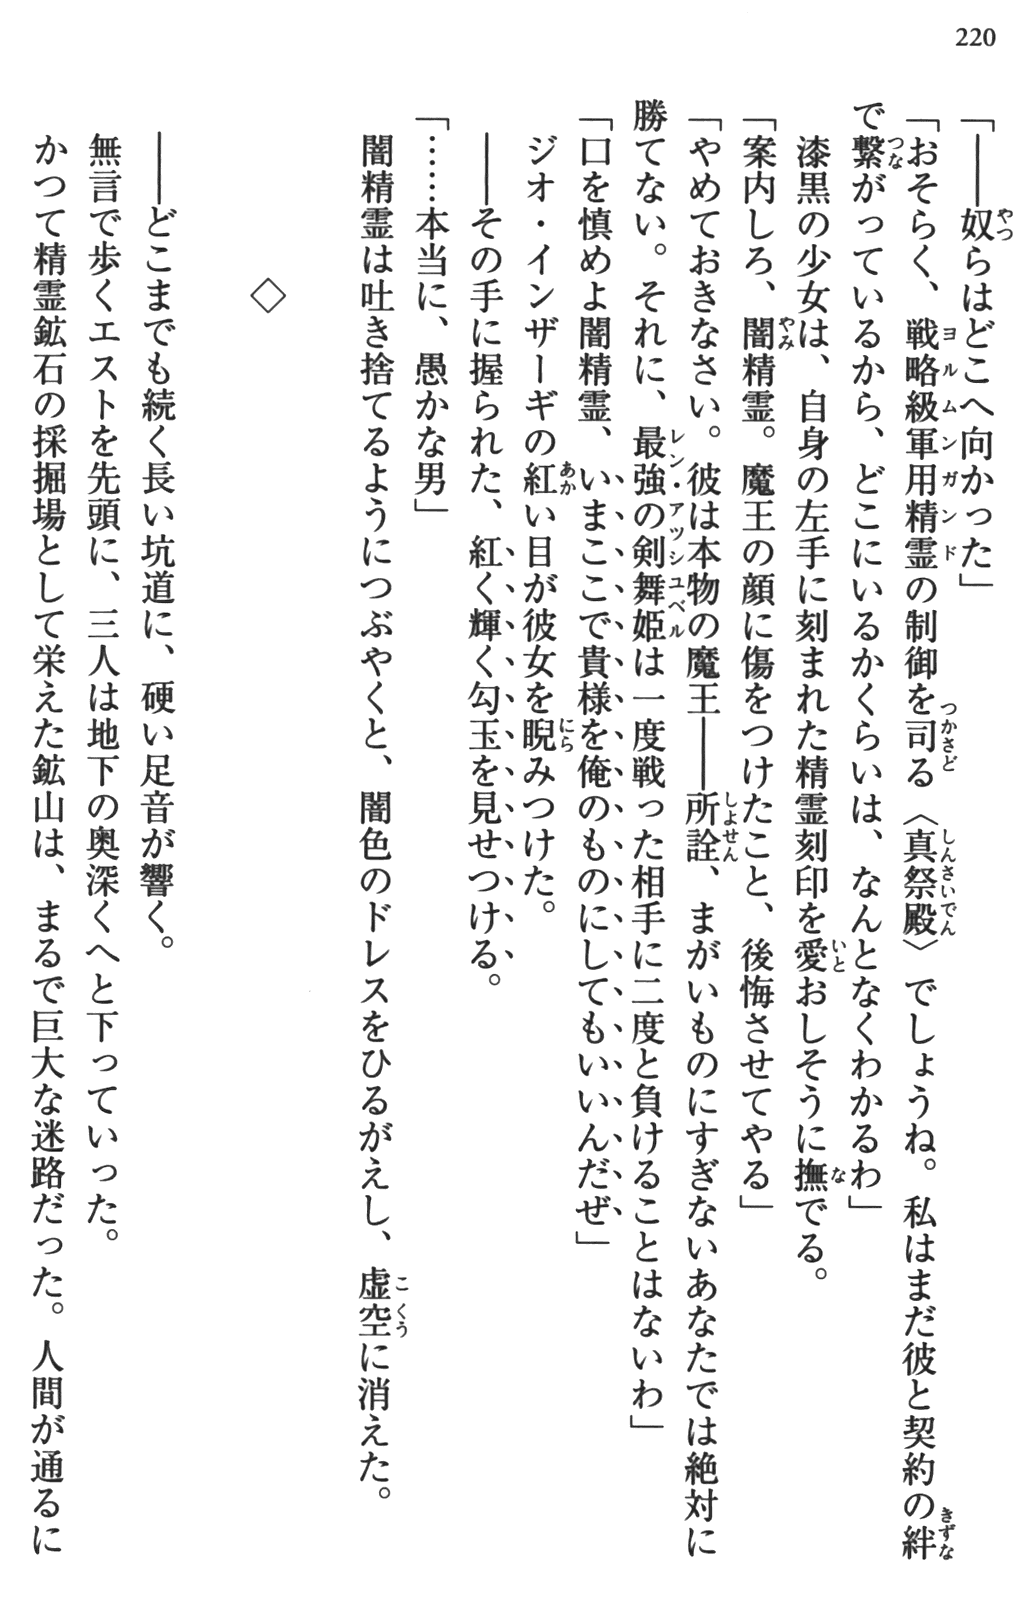 220
「――奴らはどこへ向かった」
「おそらく、戦略級軍用精霊の制御を司る〈真祭殿〉でしょうね。私はまだ彼と契約の絆
で繋がっているから、どこにいるかくらいは、なんとなくわかるわ」
漆黒の少女は、自身の左手に刻まれた精霊刻印を愛おしそうに撫でる。
「案内しろ、闇精霊。魔王の顔に傷をつけたこと、後悔させてやる」
「やめておきなさい。彼は本物の魔王――所詮、まがいものにすぎないあなたでは絶対に
勝てない。それに、最強の剣舞姫は一度戦った相手に二度と負けることはないわ」
「口を慎めよ闇精霊、いまここで貴様を俺のものにしてもいいんだぜ」
ジオ・インザーギの紅い目が彼女を睨みつけた。
――その手に握られた、紅く輝く勾玉を見せつける。
「……本当に、愚かな男」
闇精霊は吐き捨てるようにつぶやくと、闇色のドレスをひるがえし、虚空に消えた。
◇
――どこまでも続く長い坑道に、硬い足音が響く。
無言で歩くエストを先頭に、三人は地下の奥深くへと下っていった。
かつて精霊鉱石の採掘場として栄えた鉱山は、まるで巨大な迷路だった。人間が通るに